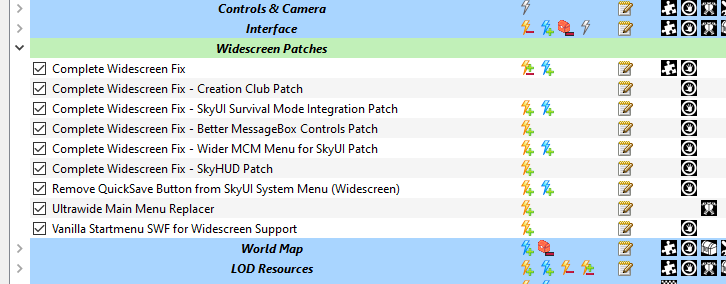 Controls & Camera
Interface
Widescreen Patches
Complete Widescreen Fix
Complete Widescreen Fix - Creation Club Patch
Complete Widescreen Fix - SkyUI Survival Mode Integration Patch
Complete Widescreen Fix - Better MessageBox Controls Patch
Complete Widescreen Fix - Wider MCM Menu for SkyUI Patch
Complete Widescreen Fix - SkyHUD Patch
Remove QuickSave Button from SkyUI System Menu (Widescreen)
Ultrawide Main Menu Replacer
Vanilla Startmenu SWF for Widescreen Support
World Map
LOD Resources